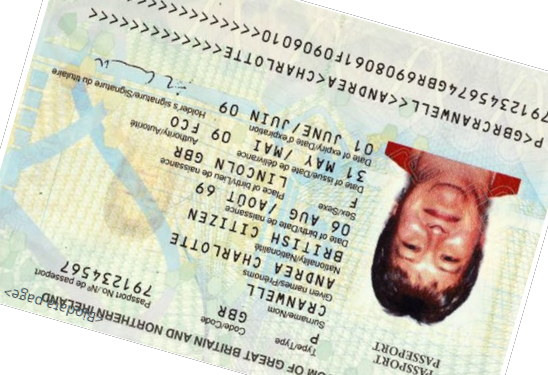 PASSPORT
PASSPORT
OM OF GREAT BRITAIN AND NORTHERN IRELAND
Biodata page>
Type/Type Code/Code Passport No./Nº de passeport
P GBR 791234567
Surname/Nom
CRANWELL
Given names/Prénoms
ANDREA CHARLOTTE
Nationality/Nationalité
BRITISH CITIZEN
Date of birth/Date de naissance
06 AUG /AOUT 69
Sex/Sexe Place of birth/Lieu de naissance
F LINCOLN GBR
Date of issue/Date de délivrance Authority/Autorité
31 MAY /MAI 09 FCO
Date of expiry/Date d'expiration Holder's signature/Signature du titulaire
01 JUNE/JUIN 09
P<GBRCRANWELL<<ANDREA<CHARLOTTE<<<<<<<<<<<<<
7912345674GBR6908061F0906010<<<<<<<<<<<<